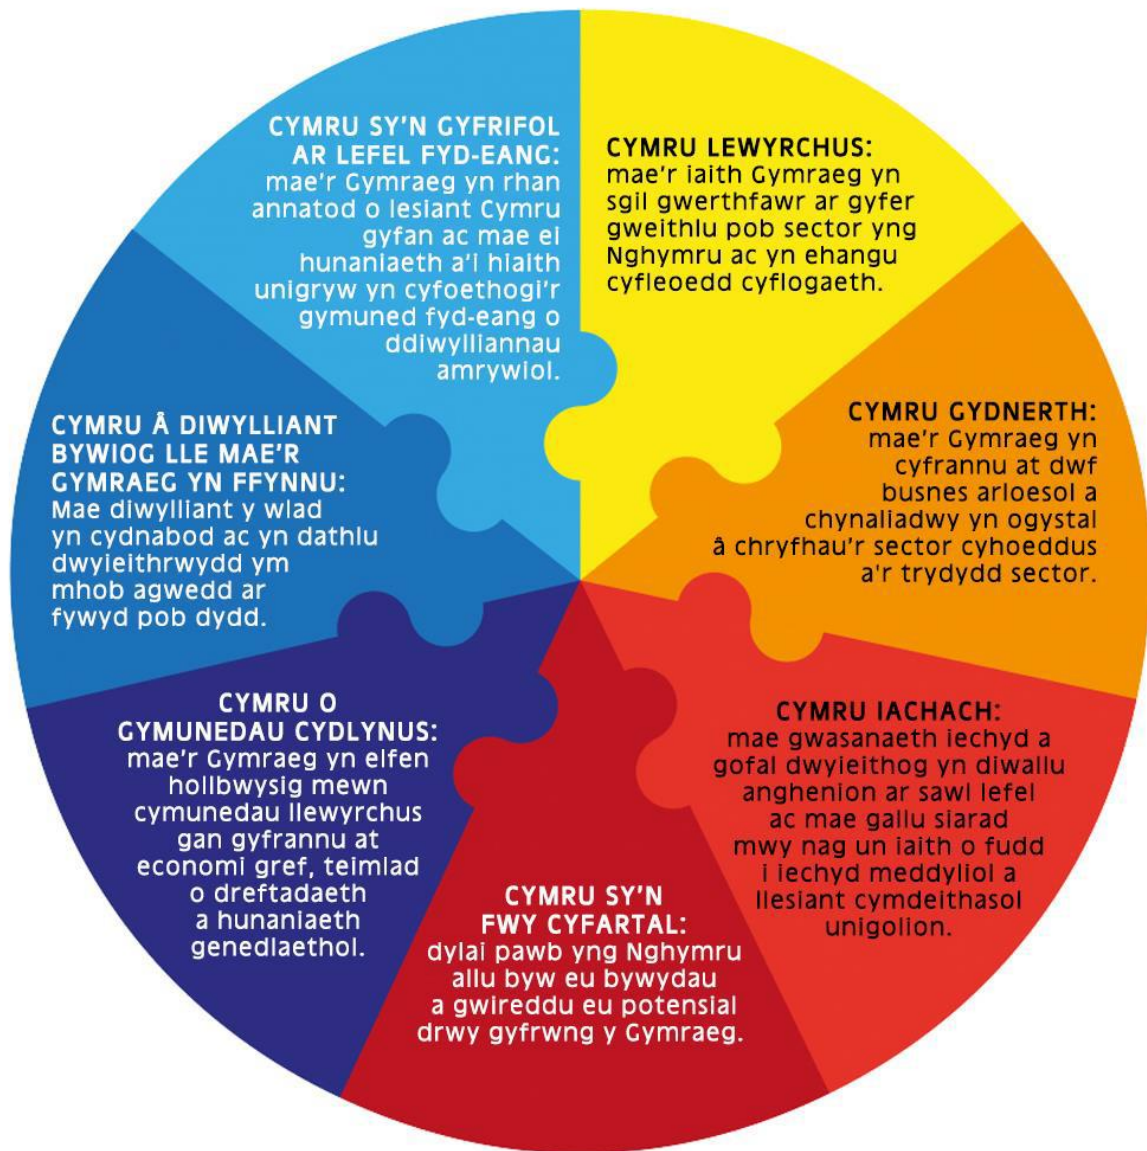 CYMRU SY'N GYFRIFOL
AR LEFEL FYD-EANG:
mae'r Gymraeg yn rhan
annatod o lesiant Cymru
gyfan ac mae ei
hunaniaeth a'i hiaith
unigryw yn cyfoethogi'r
gymuned fyd-eang o
ddiwylliannau
amrywiol.
CYMRU LEWYRCHUS:
mae'r iaith Gymraeg yn
sgil gwerthfawr ar gyfer
gweithlu pob sector yng
Nghymru ac yn ehangu
cyfleoedd cyflogaeth.
CYMRU GYDNERTH:
mae'r Gymraeg yn
cyfrannu at dwf
busnes arloesol a
chynaliadwy yn ogystal
â chryfhau'r sector cyhoeddus
a'r trydydd sector.
CYMRU IACHACH:
mae gwasanaeth iechyd a
gofal dwyieithog yn diwallu
anghenion ar sawl lefel
ac mae gallu siarad
mwy nag un iaith o fudd
i iechyd meddyliol a
llesiant cymdeithasol
unigolion.
CYMRU SY'N
FWY CYFARTAL:
dylai pawb yng Nghymru
allu byw eu bywydau
a gwireddu eu potensial
drwy gyfrwng y Gymraeg.
CYMRU O
GYMUNEDAU CYDLYNUS:
mae'r Gymraeg yn elfen
hollbwysig mewn
cymunedau llewyrchus
gan gyfrannu at
economi gref, teimlad
o dreftadaeth
a hunaniaeth
genedlaethol.
CYMRU Â DIWYLLIANT
BYWIOG LLE MAE'R
GYMRAEG YN FFYNNU:
Mae diwylliant y wlad
yn cydnabod ac yn dathlu
dwyieithrwydd ym
mhob agwedd ar
fywyd pob dydd.